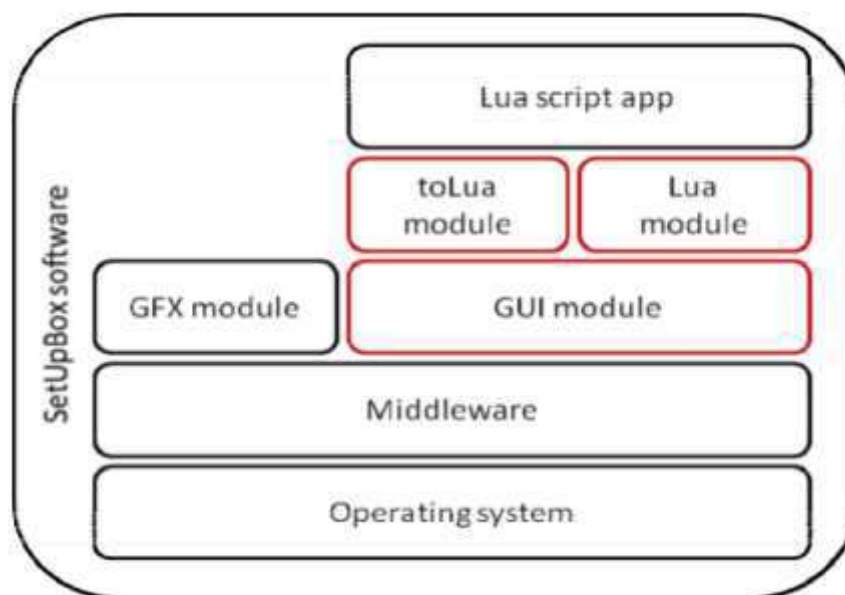 SetUpBox software
Lua script app
toLua
module
Lua
module
GFX module
GUI module
Middleware
Operating system